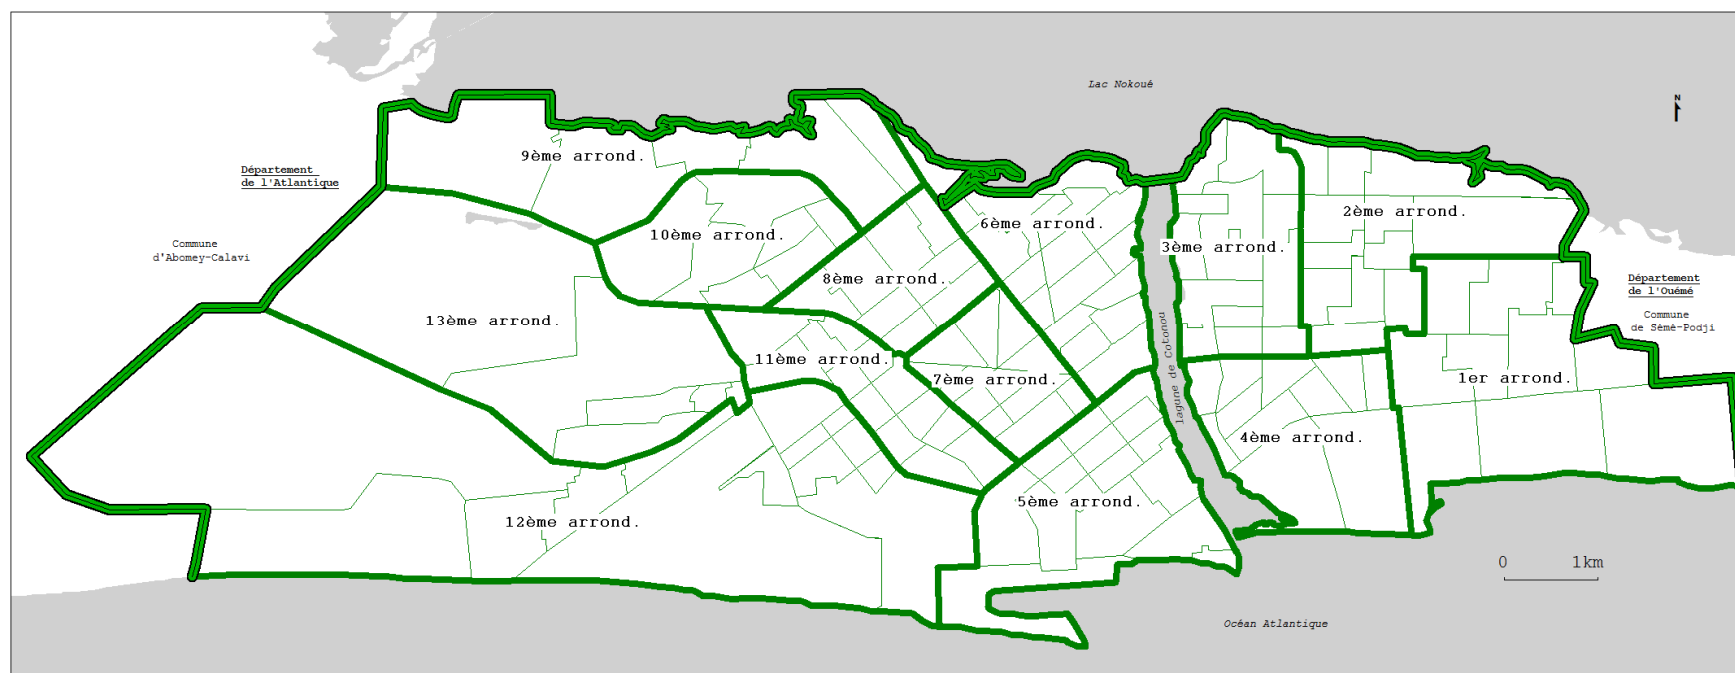 Lac Nokoué
N
9ème arrond.
Département
de l'Atlantique
2ème arrond.
6ème arrond.
10ème arrond.
3ème arrond.
Commune
d'Abomey-Calavi
8ème arrond.
Département
de l'Ouémé
13ème arrond.
Commune
de Sèmè-Podji
11ème arrond.
Lagune de Cotonou
7ème arrond.
1er arrond.
4ème arrond.
5ème arrond.
12ème arrond.
0 1km
Océan Atlantique